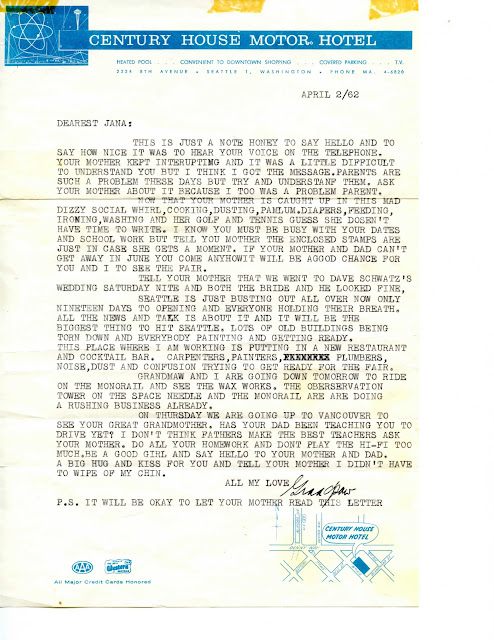 CENTURY HOUSE MOTOR HOTEL
HEATED POOL . . . CONVENIENT TO DOWNTOWN SHOPPING . . . COVERED PARKING . . . T.V.
2224 8TH AVENUE • SEATTLE 1, WASHINGTON • PHONE MA. 4-6820
APRIL 2/62
DEAREST JANA;
THIS IS JUST A NOTE HONEY TO SAY HELLO AND TO
SAY HOW NICE IT WAS TO HEAR YOUR VOICE ON THE TELEPHONE.
YOUR MOTHER KEPT INTERUPTING AND IT WAS A LITTLE DIFFICULT
TO UNDERSTAND YOU BUT I THINK I GOT THE MESSAGE.PARENTS ARE
SUCH A PROBLEM THESE DAYS BUT TRY AND UNDERSTANP THEM. ASK
YOUR MOTHER ABOUT IT BECAUSE I TOO WAS A PROBLEM PARENT.
NOW THAT YOUR MOTHER IS CAUGHT UP IN THIS MAD
DIZZY SOCIAL WHIRL,COOKING,DUSTING,PAMLUM.DIAPERS,FEEDING,
IRONING,WASHING AND HER GOLP AND TENNIS GUESS SHE DOSEN'T
HAVE TIME TO WRITE. I KNOW YOU MUST BE BUSY WITH YOUR DATES
AND SCHOOL WORK BUT TELL YOU MOTHER THE ENCLOSED STAMPS ARE
JUST IN CASE SHE GETS A MOMENT. IF YOUR MOTHER AND DAD CAN'T
GET AWAY IN JUNE YOU COME ANYHOWIT WILL BE AGOOD CHANCE FOR
YOU AND I TO SEE THE FAIR.
TELL YOUR MOTHER THAT WE WENT TO DAVE SCHWATZ'S
WEDDING SATURDAY NITE AND BOTH THE BRIDE AND HE LOOKED FINE,
SEATTLE IS JUST BUSTING OUT ALL OVER NOW ONLY
NINETEEN DAYS TO OPENING AND EVERYONE HOLDING THEIR BREATH.
ALL THE NEWS AND TALK IS ABOUT IT AND IT WILL BE THE
BIGGEST THING TO HIT SEATTLE. LOTS OF OLD BUILDINGS BEING
TORN DOWN AND EVERYBODY PAINTING AND GETTING READY.
THIS PLACE WHERE I AM WORKING IS PUTTING IN A NEW RESTAURANT
AND COCKTAIL BAR. CARPENTERS,PAINTERS, PLUMBERS,
NOISE,DUST AND CONFUSION TRYING TO GET READY FOR THE FAIR.
GRANDMAW AND I ARE GOING DOWN TOMORROW TO RIDE
ON THE MONORAIL AND SEE THE WAX WORKS. THE OBERSERVATION
TOWER ON THE SPACE NEEDLE AND THE MONORAIL ARE ARE DOING
A RUSHING BUSINESS ALREADY.
ON THURSDAY WE ARE GOING UP TO VANCOUVER TO
SEE YOUR GREAT GRANDMOTHER, HAS YOUR DAD BEEN TEACHING YOU TO
DRIVE YET? I DON'T THINK PATHERS MAKE THE BEST TEACHERS ASK
YOUR MOTHER. DO ALL YOUR HOMEWORK AND DONT PLAY THE HI-FI TOO
MUCH.BE A GOOD GIRL AND SAY HELLO TO YOUR MOTHER AND DAD.
A BIG HUG AND KISS FOR YOU AND TELL YOUR MOTHER I DIDN'T HAVE
TO WIPE OF MY CHIN.
ALL MY LOVE
Grandpaw
P.S. IT WILL BE OKAY TO LET YOUR MOTHER READ THIS LETTER
CENTURY HOUSE
MOTOR HOTEL
DENNY WAY
AAA
All Major Credit Cards Honored